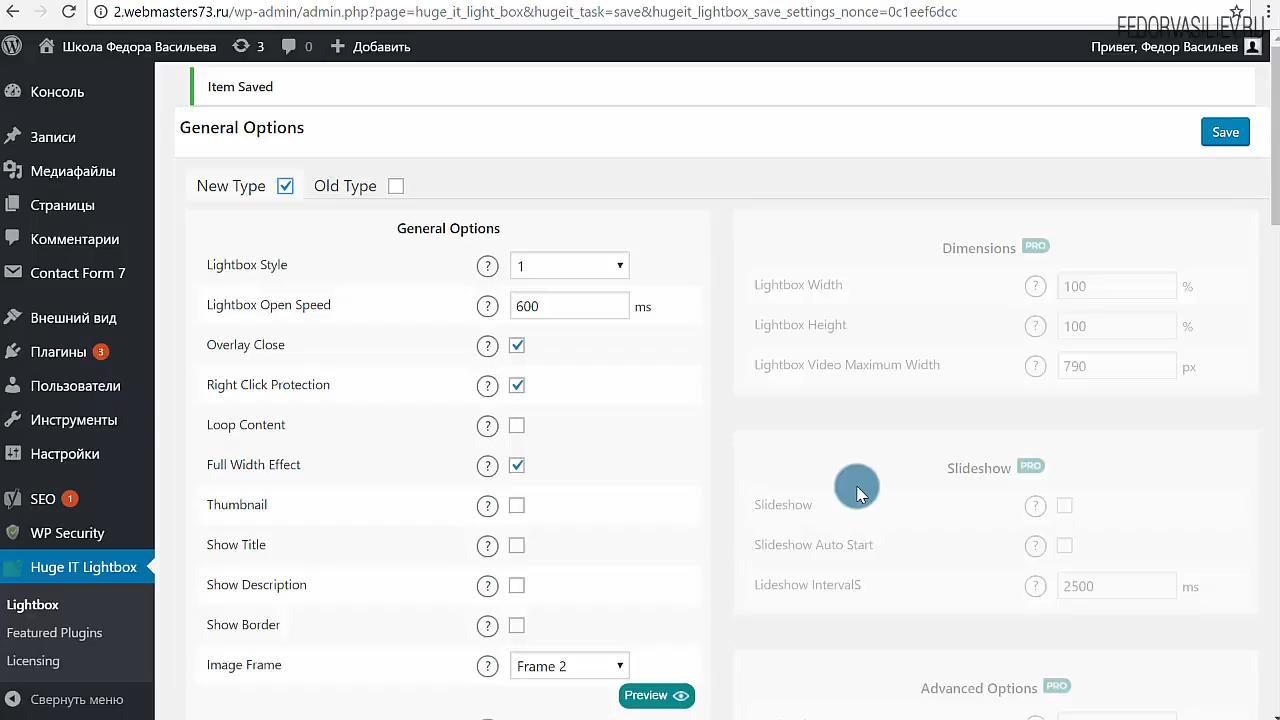 2.webmasters73.ru/wp-admin/admin.php?page=huge_it_light_box&hugeit_task=save&hugeit_lightbox_save_settings_nonce=0c1eef6dcc
FEDORVASILIEV.RU
Школа Федора Васильева 3 0 Добавить Привет, Федор Васильев
Консоль
Записи
Медиафайлы
Страницы
Комментарии
Contact Form 7
Внешний вид
Плагины 3
Пользователи
Инструменты
Настройки
SEO 1
WP Security
Huge IT Lightbox
Lightbox
Featured Plugins
Licensing
Свернуть меню
Item Saved
General Options
Save
New Type Old Type
General Options
Lightbox Style ? 1
Lightbox Open Speed ? 600 ms
Overlay Close ?
Right Click Protection ?
Loop Content ?
Full Width Effect ?
Thumbnail ?
Show Title ?
Show Description ?
Show Border ?
Image Frame ? Frame 2
Preview
Dimensions PRO
Lightbox Width ? 100 %
Lightbox Height ? 100 %
Lightbox Video Maximum Width ? 790 px
Slideshow PRO
Slideshow ?
Slideshow Auto Start ?
Lideshow IntervalS ? 2500 ms
Advanced Options PRO